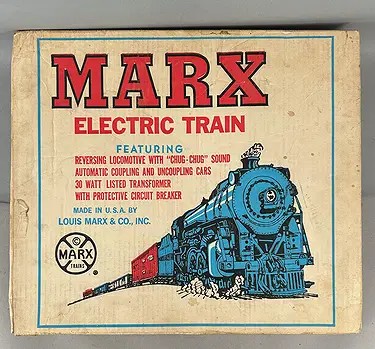 MARX
ELECTRIC TRAIN
FEATURING
REVERSING LOCOMOTIVE WITH "CHUG-CHUG" SOUND
AUTOMATIC COUPLING AND UNCOUPLING CARS
30 WATT LISTED TRANSFORMER
WITH PROTECTIVE CIRCUIT BREAKER
MADE IN U.S.A. BY
LOUIS MARX & CO., INC.
©
MARX
TRAINS
®